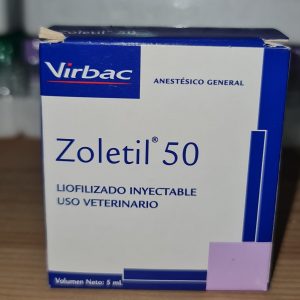 Virbac
ANESTÉSICO GENERAL
Zoletil® 50
LIOFILIZADO INYECTABLE
USO VETERINARIO
Volumen Neto: 5 ml.